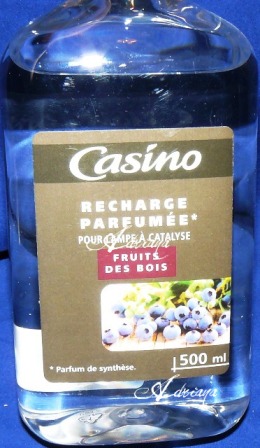 Casino
RECHARGE
PARFUMÉE*
POUR LAMPE À CATALYSE
FRUITS
DES BOIS
* Parfum de synthèse.
500 ml